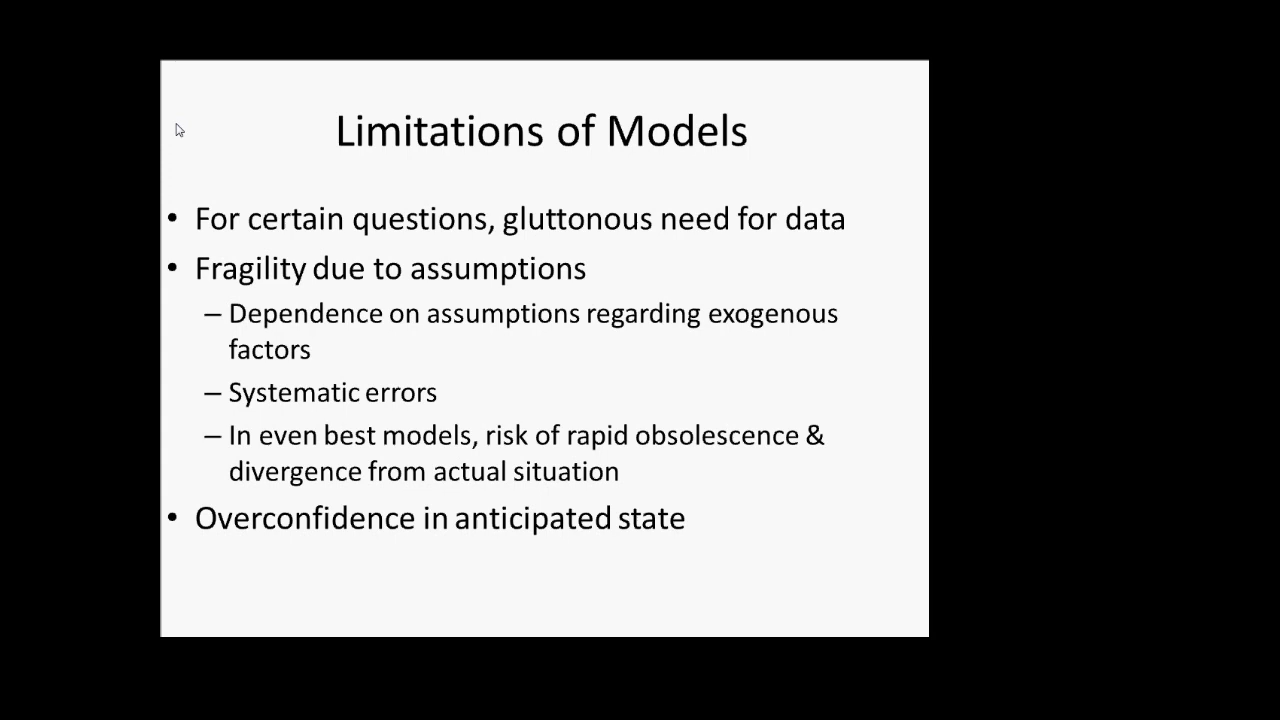 Limitations of Models
• For certain questions, gluttonous need for data
• Fragility due to assumptions
– Dependence on assumptions regarding exogenous
factors
– Systematic errors
– In even best models, risk of rapid obsolescence &
divergence from actual situation
• Overconfidence in anticipated state